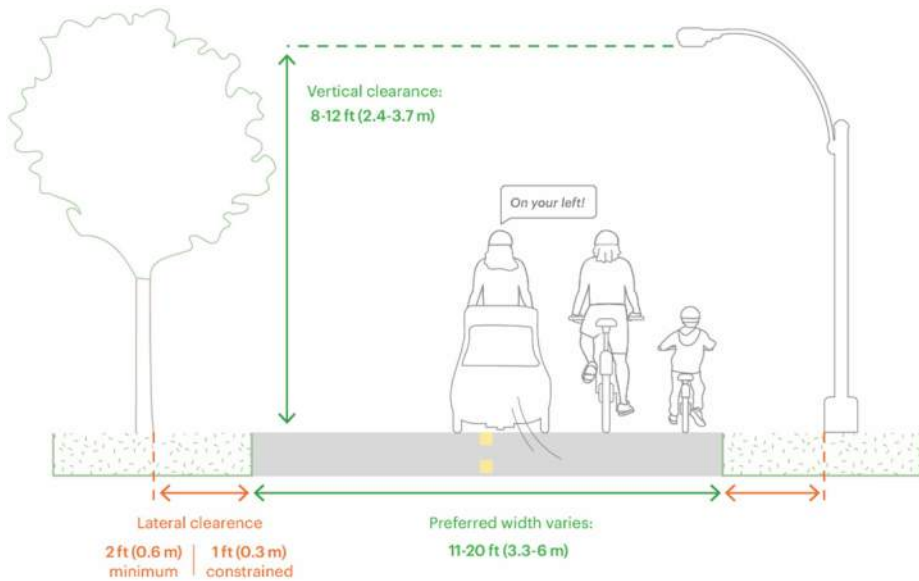 Vertical clearance:
8-12 ft (2.4-3.7 m)
On your left!
Lateral clearence
2 ft (0.6 m) | 1 ft (0.3 m)
minimum | constrained
Preferred width varies:
11-20 ft (3.3-6 m)